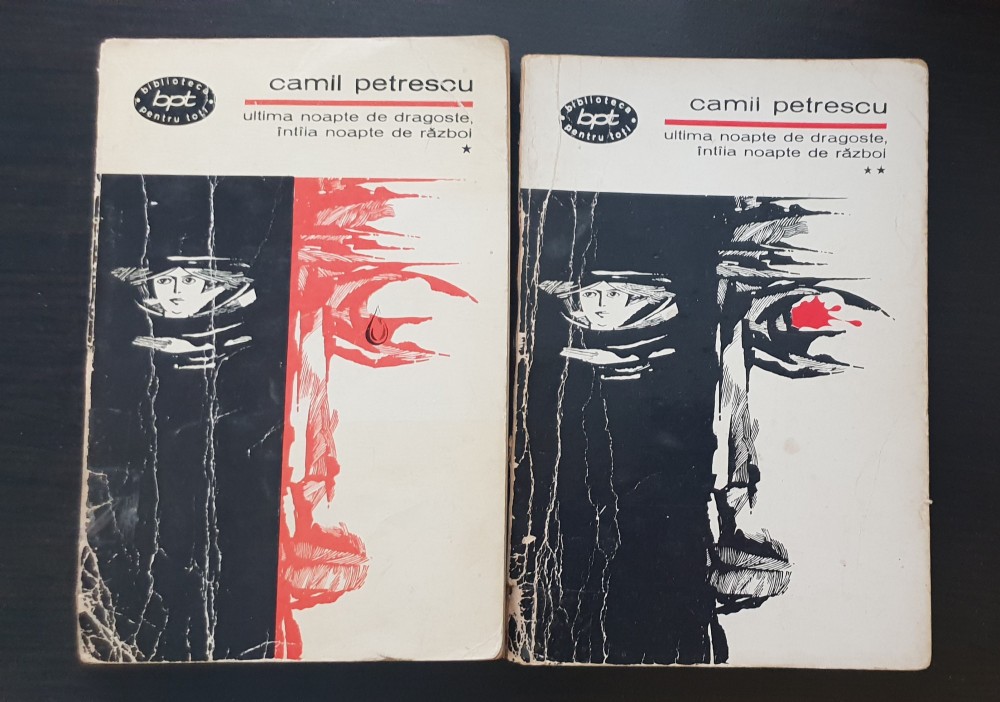 biblioteca
bpt
pentru toți
camil petrescu
ultima noapte de dragoste,
întîia noapte de război
★
biblioteca
bpt
pentru toți
camil petrescu
ultima noapte de dragoste,
întîia noapte de război
★★